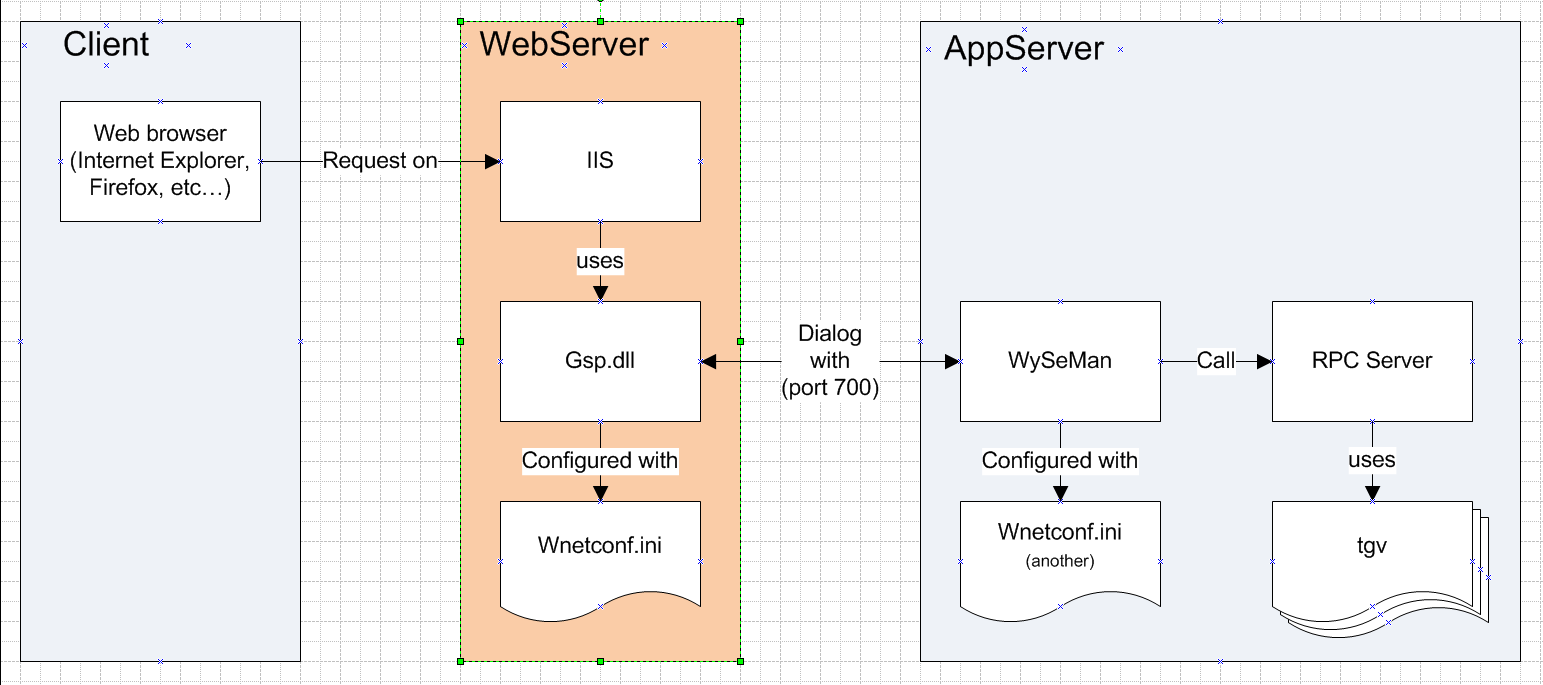 Client
WebServer
AppServer
Web browser
(Internet Explorer,
Firefox, etc…)
Request on
IIS
uses
Gsp.dll
Dialog
with
(port 700)
WySeMan
Call
RPC Server
Configured with
Configured with
uses
Wnetconf.ini
Wnetconf.ini
(another)
tgv